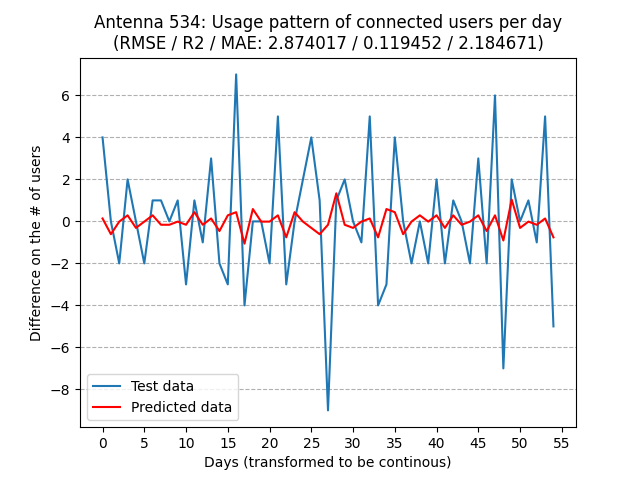 Antenna 534: Usage pattern of connected users per day
(RMSE / R2 / MAE: 2.874017 / 0.119452 / 2.184671)
Difference on the # of users
6
4
2
0
−2
−4
−6
−8
Test data
Predicted data
0 5 10 15 20 25 30 35 40 45 50 55
Days (transformed to be continous)